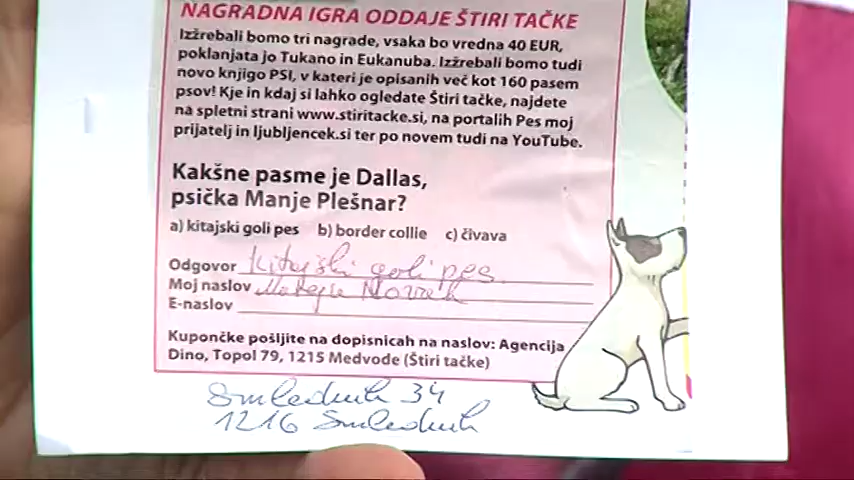 NAGRADNA IGRA ODDAJE ŠTIRI TAČKE
Izžrebali bomo tri nagrade, vsaka bo vredna 40 EUR,
poklanjata jo Tukano in Eukanuba. Izžrebali bomo tudi
novo knjigo PSI, v kateri je opisanih več kot 160 pasem
psov! Kje in kdaj si lahko ogledate Štiri tačke, najdete
na spletni strani www.stiritacke.si, na portalih Pes moj
prijatelj in ljubljencek.si ter po novem tudi na YouTube.
Kakšne pasme je Dallas,
psička Manje Plešnar?
a) kitajski goli pes b) border collie c) čivava
Odgovor kitajski goli pes
Moj naslov Mateja Novak
E-naslov
Kupončke pošljite na dopisnicah na naslov: Agencija
Dino, Topol 79, 1215 Medvode (Štiri tačke)
Smlednik 34
1216 Smlednik